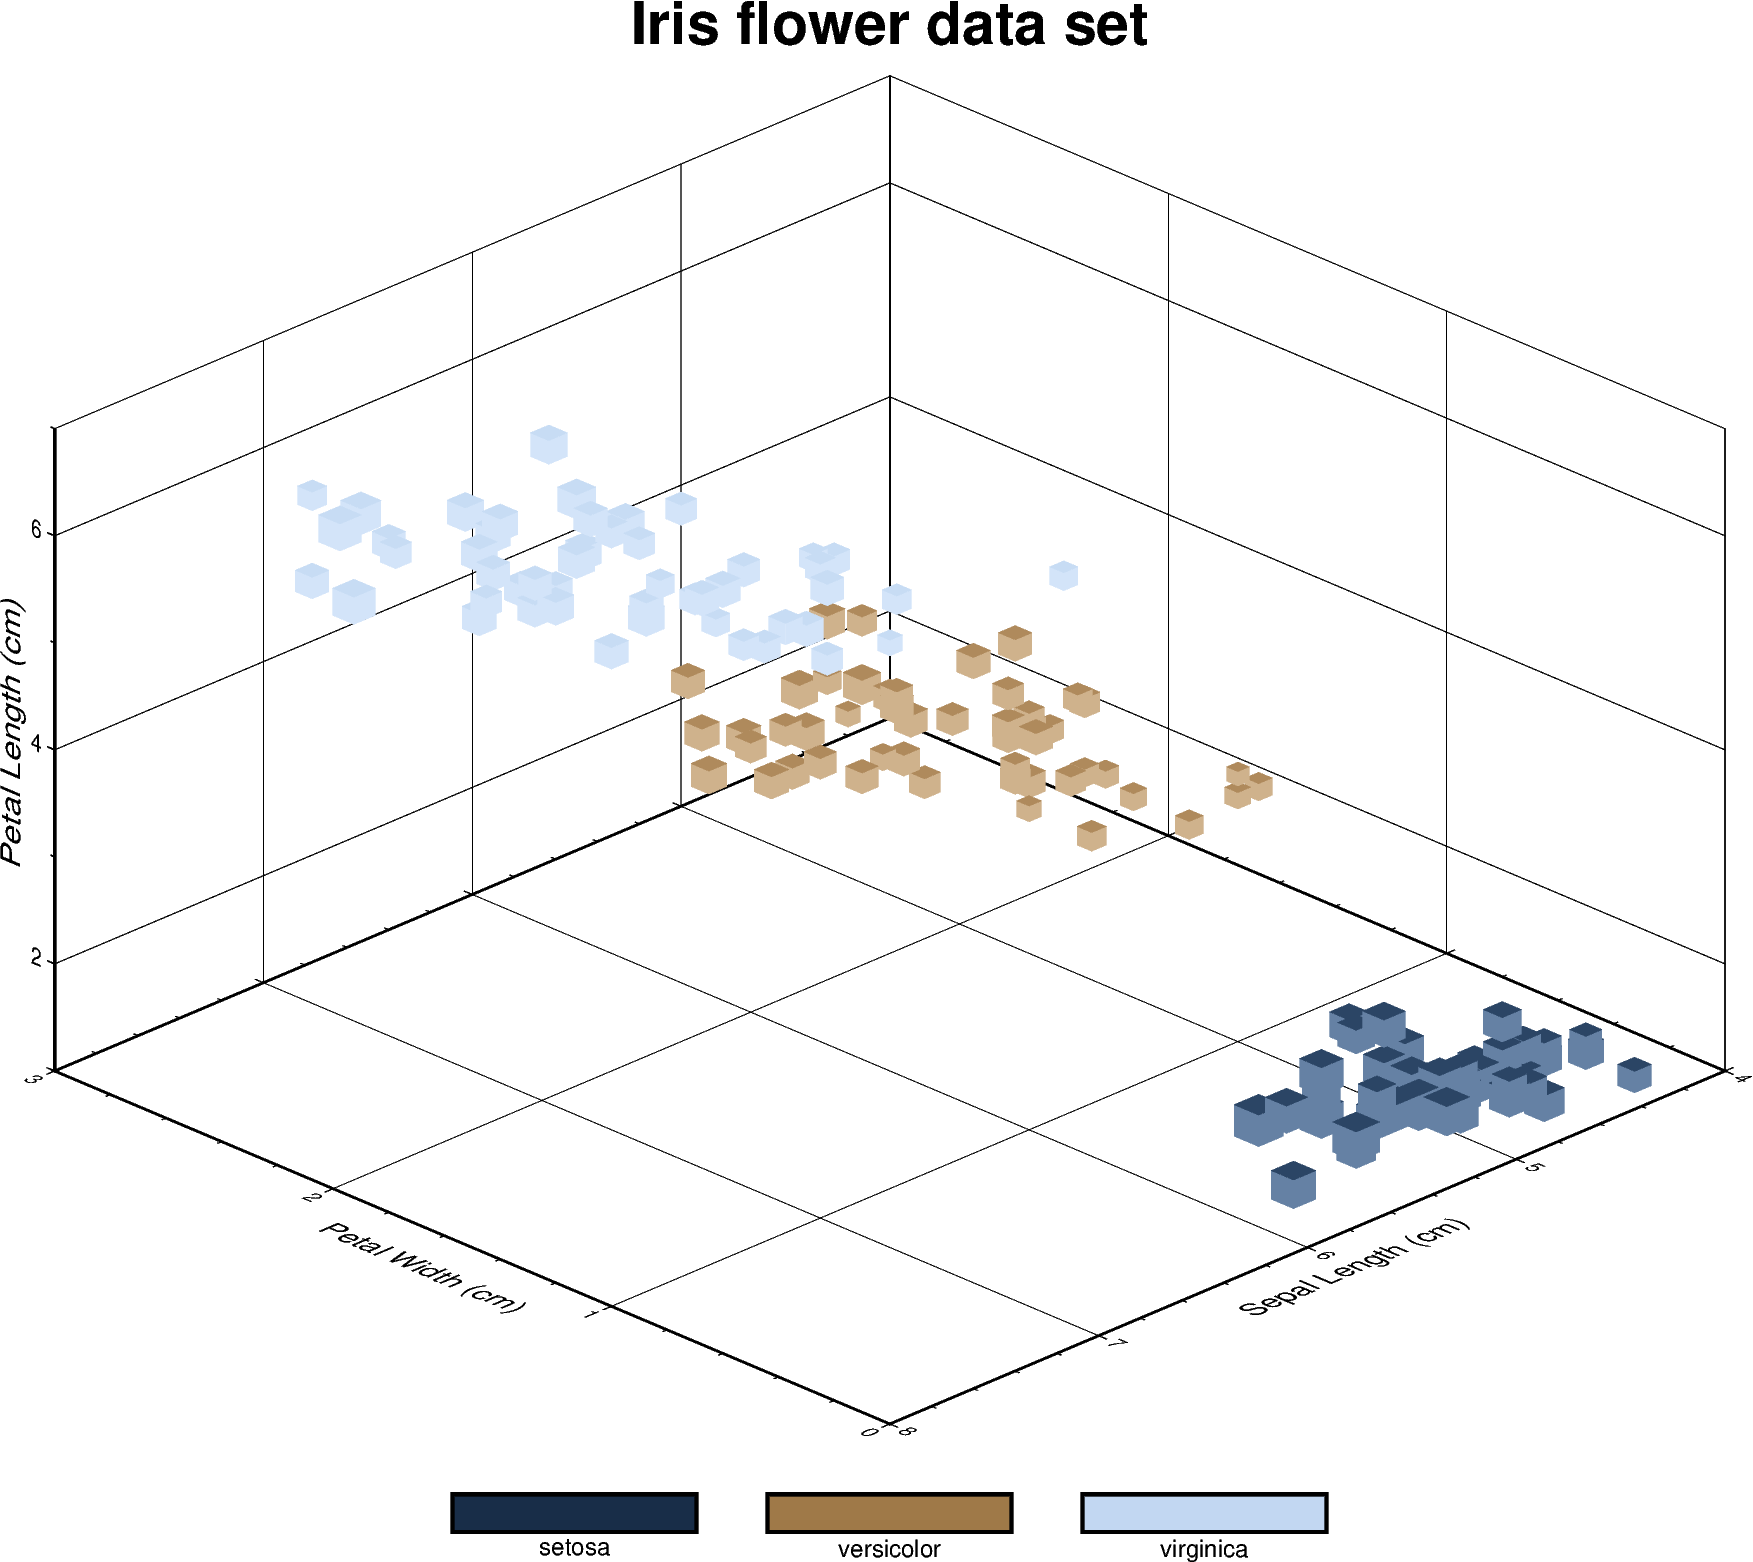 Iris flower data set
6
4
2
Petal Length (cm)
3
2
1
0
Petal Width (cm)
4
5
6
7
8
Sepal Length (cm)
setosa
versicolor
virginica